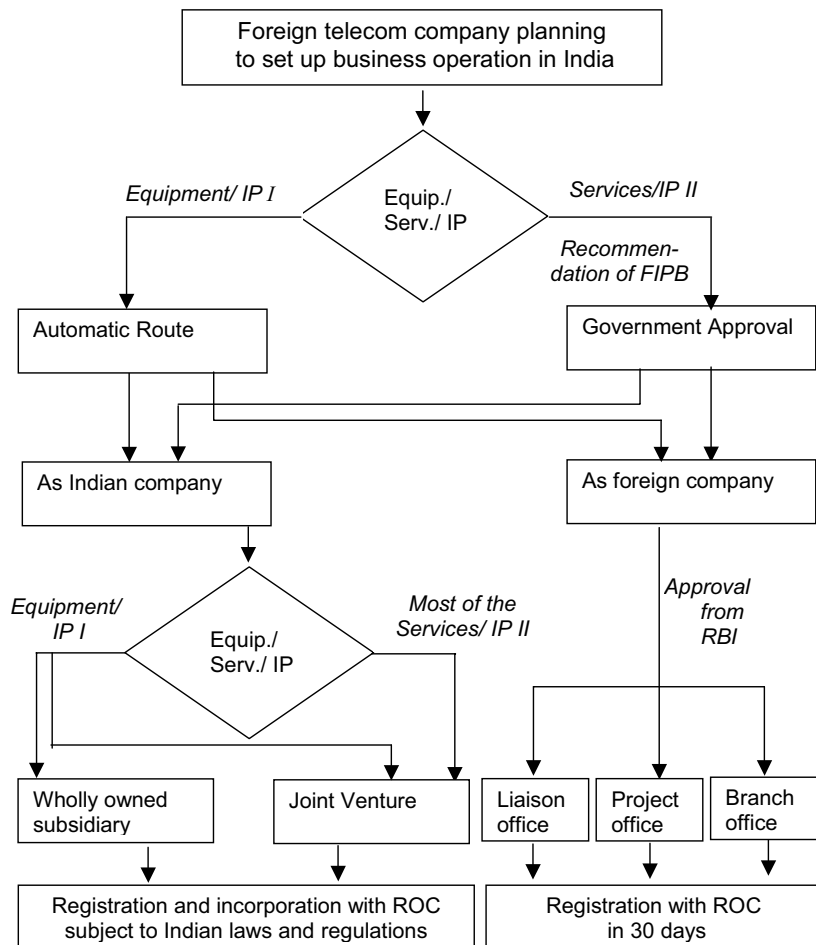 Foreign telecom company planning
to set up business operation in India
Equipment/ IP I
Equip./
Serv./ IP
Services/IP II
Recommen-
dation of FIPB
Automatic Route
Government Approval
As Indian company
As foreign company
Equipment/
IP I
Equip./
Serv./ IP
Most of the
Services/ IP II
Approval
from
RBI
Wholly owned
subsidiary
Joint Venture
Liaison
office
Project
office
Branch
office
Registration and incorporation with ROC
subject to Indian laws and regulations
Registration with ROC
in 30 days